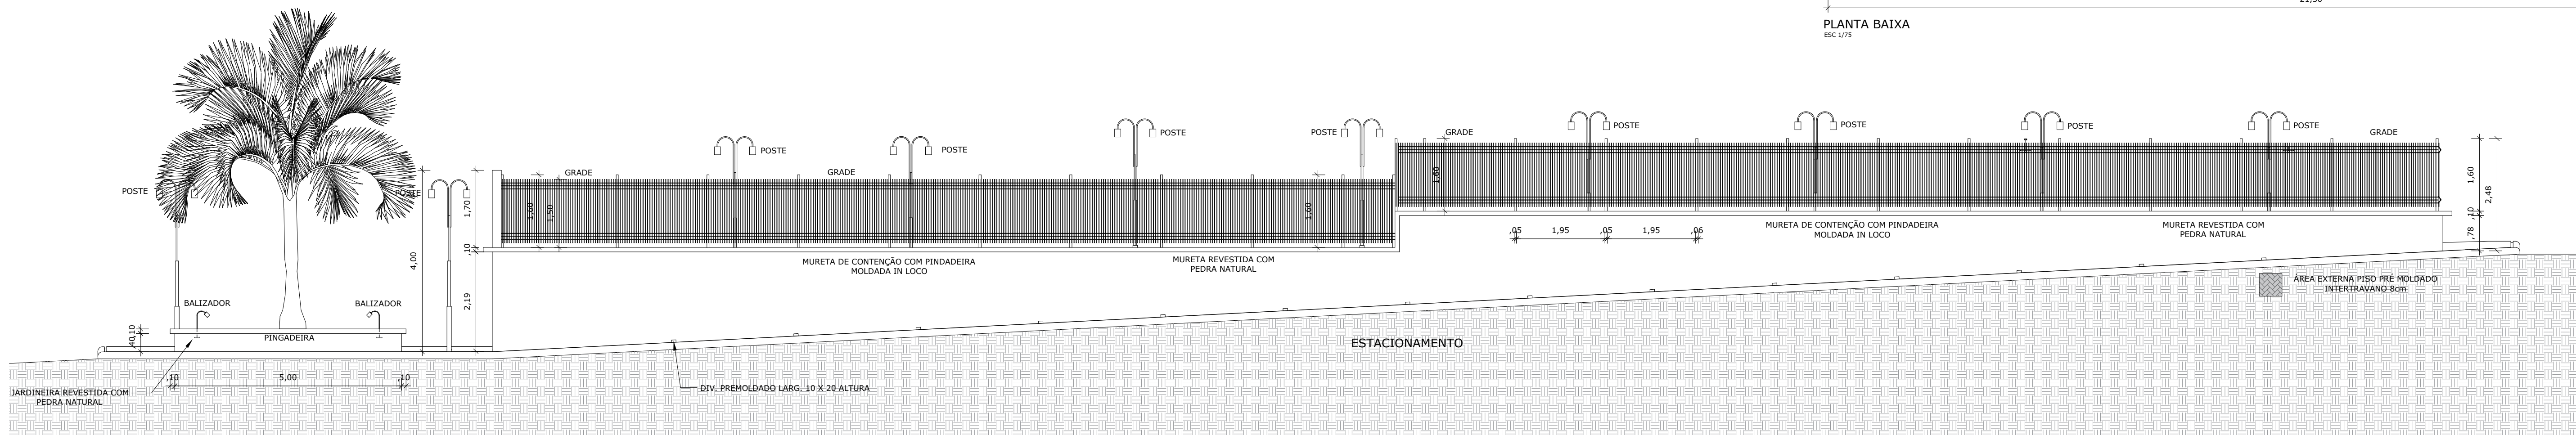 21,50
PLANTA BAIXA
ESC 1/75
POSTE
POSTE
GRADE
POSTE
GRADE
POSTE
POSTE
POSTE
GRADE
POSTE
POSTE
POSTE
POSTE
GRADE
4,00
1,70
,10
2,19
1,60
1,50
1,60
1,60
1,60
,10
,78
2,48
,05
1,95
,05
1,95
,06
MURETA DE CONTENÇÃO COM PINDADEIRA
MOLDADA IN LOCO
MURETA REVESTIDA COM
PEDRA NATURAL
MURETA DE CONTENÇÃO COM PINDADEIRA
MOLDADA IN LOCO
MURETA REVESTIDA COM
PEDRA NATURAL
ÁREA EXTERNA PISO PRÉ MOLDADO
INTERTRAVANO 8cm
BALIZADOR
BALIZADOR
PINGADEIRA
,10
,40
ESTACIONAMENTO
,10
5,00
,10
JARDINEIRA REVESTIDA COM
PEDRA NATURAL
DIV. PREMOLDADO LARG. 10 X 20 ALTURA